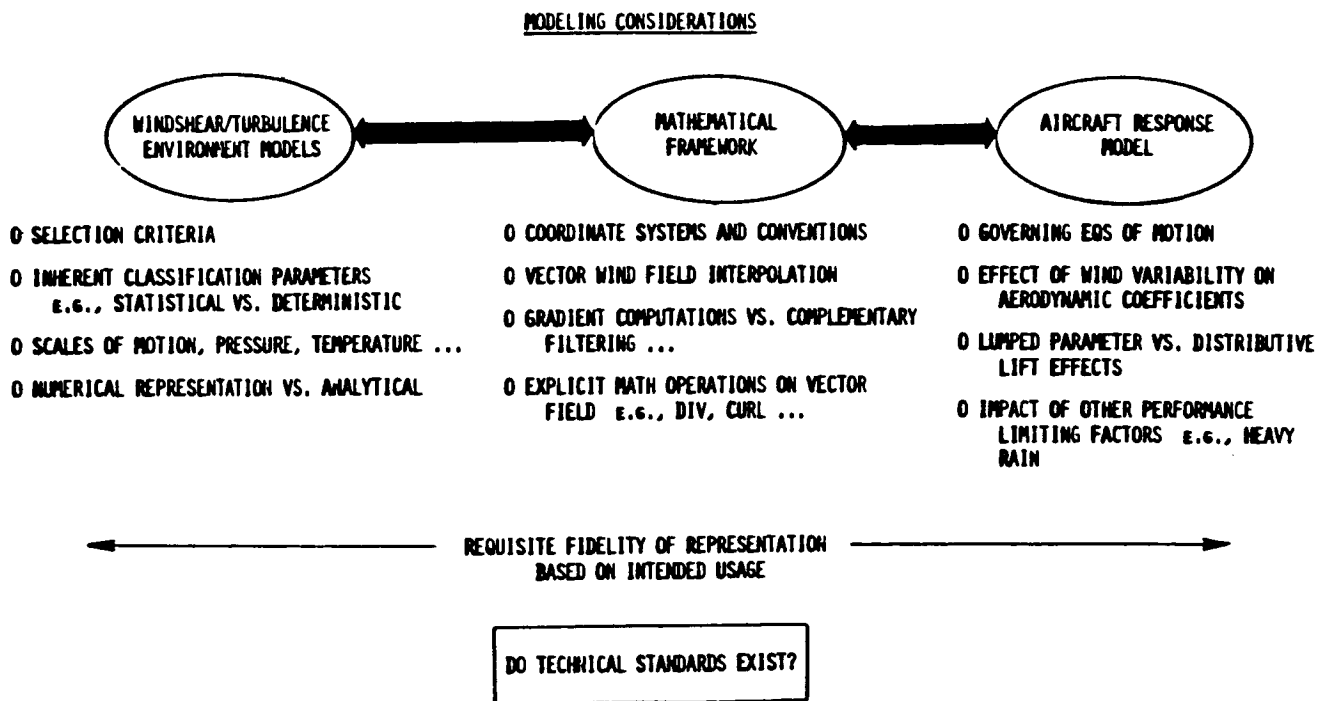 MODELING CONSIDERATIONS
WINDSHEAR/TURBULENCE
ENVIRONMENT MODELS
MATHEMATICAL
FRAMEWORK
AIRCRAFT RESPONSE
MODEL
O SELECTION CRITERIA
O INHERENT CLASSIFICATION PARAMETERS
E.G., STATISTICAL VS. DETERMINISTIC
O SCALES OF MOTION, PRESSURE, TEMPERATURE ...
O NUMERICAL REPRESENTATION VS. ANALYTICAL
O COORDINATE SYSTEMS AND CONVENTIONS
O VECTOR WIND FIELD INTERPOLATION
O GRADIENT COMPUTATIONS VS. COMPLEMENTARY
FILTERING ...
O EXPLICIT MATH OPERATIONS ON VECTOR
FIELD E.G., DIV, CURL ...
O GOVERNING EQS OF MOTION
O EFFECT OF WIND VARIABILITY ON
AERODYNAMIC COEFFICIENTS
O LUMPED PARAMETER VS. DISTRIBUTIVE
LIFT EFFECTS
O IMPACT OF OTHER PERFORMANCE
LIMITING FACTORS E.G., HEAVY
RAIN
REQUISITE FIDELITY OF REPRESENTATION
BASED ON INTENDED USAGE
DO TECHNICAL STANDARDS EXIST?